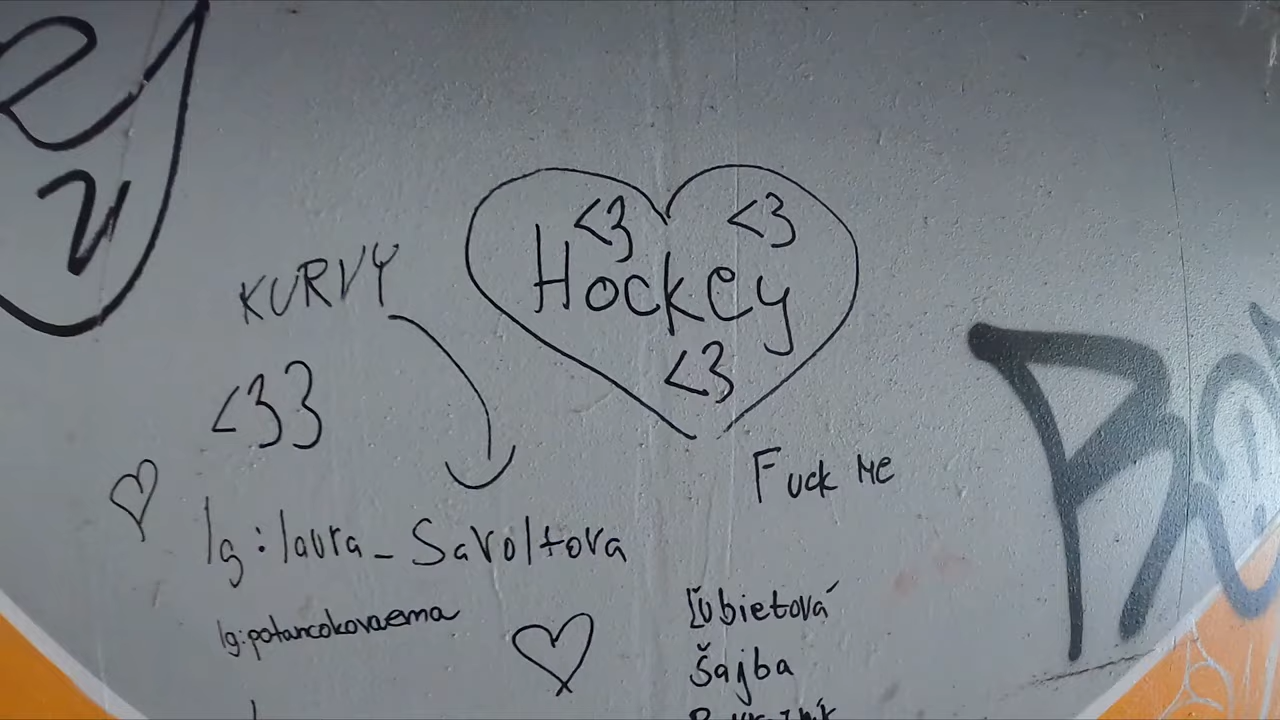 <3 <3
Hockey
<3
KURVY
<33
Fuck Me
Ig:laura_Savoltova
Ig:potancokovaema
Ľubietová
Šajba